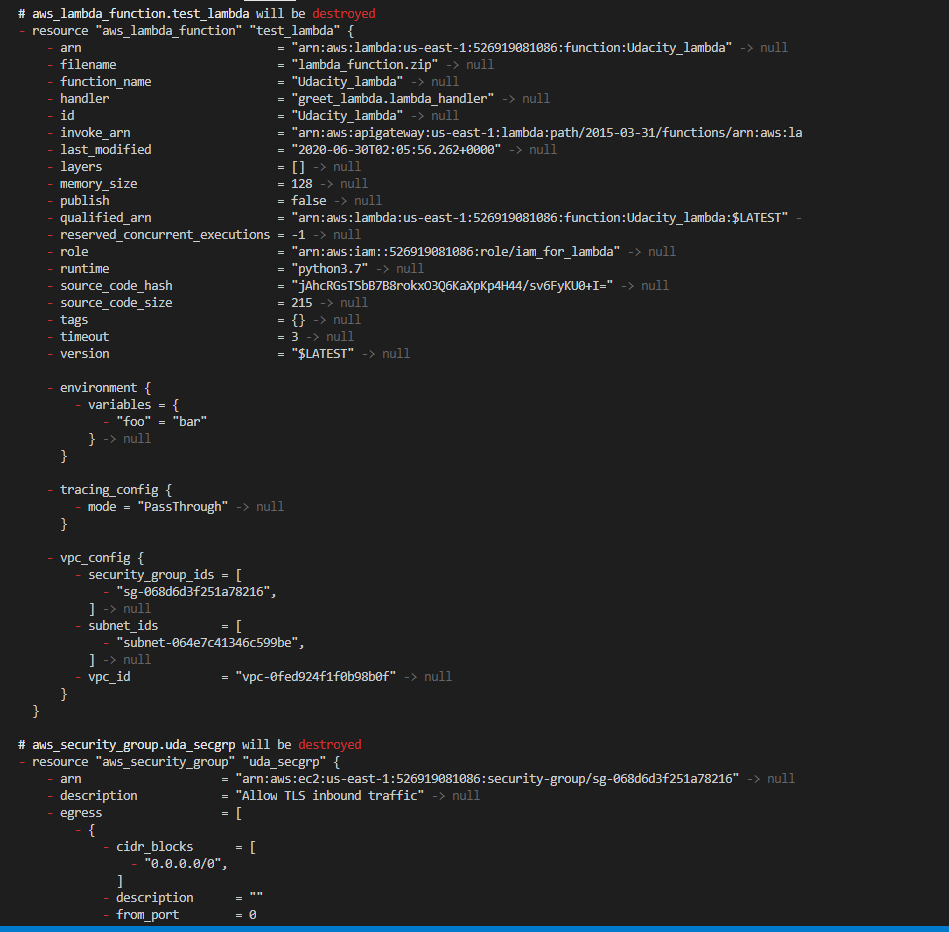 # aws_lambda_function.test_lambda will be destroyed
- resource "aws_lambda_function" "test_lambda" {
- arn = "arn:aws:lambda:us-east-1:526919081086:function:Udacity_lambda" -> null
- filename = "lambda_function.zip" -> null
- function_name = "Udacity_lambda" -> null
- handler = "greet_lambda.lambda_handler" -> null
- id = "Udacity_lambda" -> null
- invoke_arn = "arn:aws:apigateway:us-east-1:lambda:path/2015-03-31/functions/arn:aws:la
- last_modified = "2020-06-30T02:05:56.262+0000" -> null
- layers = [] -> null
- memory_size = 128 -> null
- publish = false -> null
- qualified_arn = "arn:aws:lambda:us-east-1:526919081086:function:Udacity_lambda:$LATEST" -
- reserved_concurrent_executions = -1 -> null
- role = "arn:aws:iam::526919081086:role/iam_for_lambda" -> null
- runtime = "python3.7" -> null
- source_code_hash = "jAhcRGsTSbB7B8rokxO3Q6KaXpKp4H44/sv6FyKU0+I=" -> null
- source_code_size = 215 -> null
- tags = {} -> null
- timeout = 3 -> null
- version = "$LATEST" -> null
- environment {
- variables = {
- "foo" = "bar"
} -> null
}
- tracing_config {
- mode = "PassThrough" -> null
}
- vpc_config {
- security_group_ids = [
- "sg-068d6d3f251a78216",
] -> null
- subnet_ids = [
- "subnet-064e7c41346c599be",
] -> null
- vpc_id = "vpc-0fed924f1f0b98b0f" -> null
}
}
# aws_security_group.uda_secgrp will be destroyed
- resource "aws_security_group" "uda_secgrp" {
- arn = "arn:aws:ec2:us-east-1:526919081086:security-group/sg-068d6d3f251a78216" -> null
- description = "Allow TLS inbound traffic" -> null
- egress = [
- {
- cidr_blocks = [
- "0.0.0.0/0",
]
- description = ""
- from_port = 0